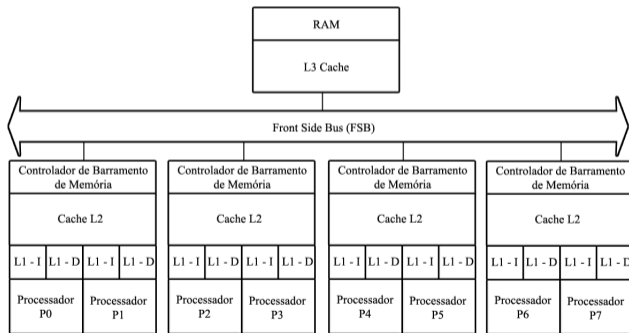 RAM
L3 Cache
Front Side Bus (FSB)
Controlador de Barramento
de Memória
Cache L2
L1 - I L1 - D L1 - I L1 - D
Processador
P0
Processador
P1
Controlador de Barramento
de Memória
Cache L2
L1 - I L1 - D L1 - I L1 - D
Processador
P2
Processador
P3
Controlador de Barramento
de Memória
Cache L2
L1 - I L1 - D L1 - I L1 - D
Processador
P4
Processador
P5
Controlador de Barramento
de Memória
Cache L2
L1 - I L1 - D L1 - I L1 - D
Processador
P6
Processador
P7